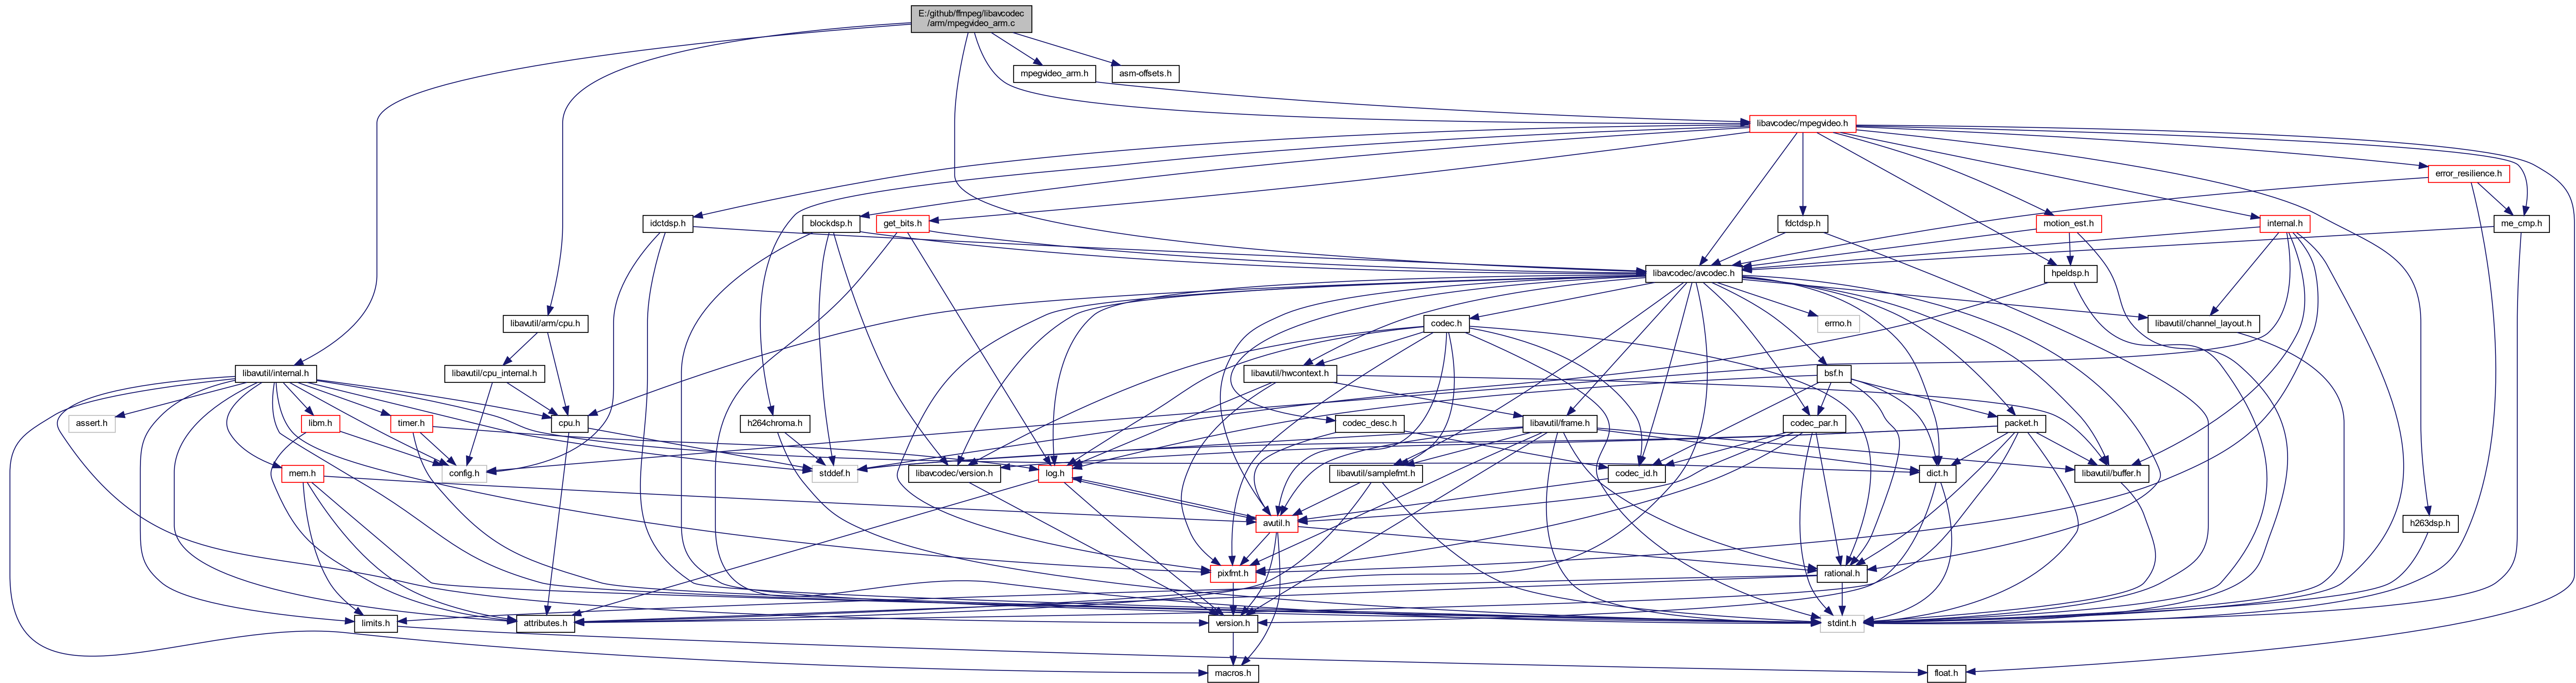 E:/github/ffmpeg/libavcodec
/arm/mpegvideo_arm.c
mpegvideo_arm.h
asm-offsets.h
libavcodec/mpegvideo.h
error_resilience.h
idctdsp.h
blockdsp.h
get_bits.h
fdctdsp.h
motion_est.h
internal.h
me_cmp.h
libavcodec/avcodec.h
hpeldsp.h
libavutil/arm/cpu.h
codec.h
errno.h
libavutil/channel_layout.h
libavutil/internal.h
libavutil/cpu_internal.h
libavutil/hwcontext.h
bsf.h
assert.h
libm.h
timer.h
cpu.h
h264chroma.h
codec_desc.h
libavutil/frame.h
codec_par.h
packet.h
mem.h
config.h
stddef.h
libavcodec/version.h
log.h
libavutil/samplefmt.h
codec_id.h
dict.h
libavutil/buffer.h
avutil.h
h263dsp.h
pixfmt.h
rational.h
limits.h
attributes.h
version.h
stdint.h
macros.h
float.h